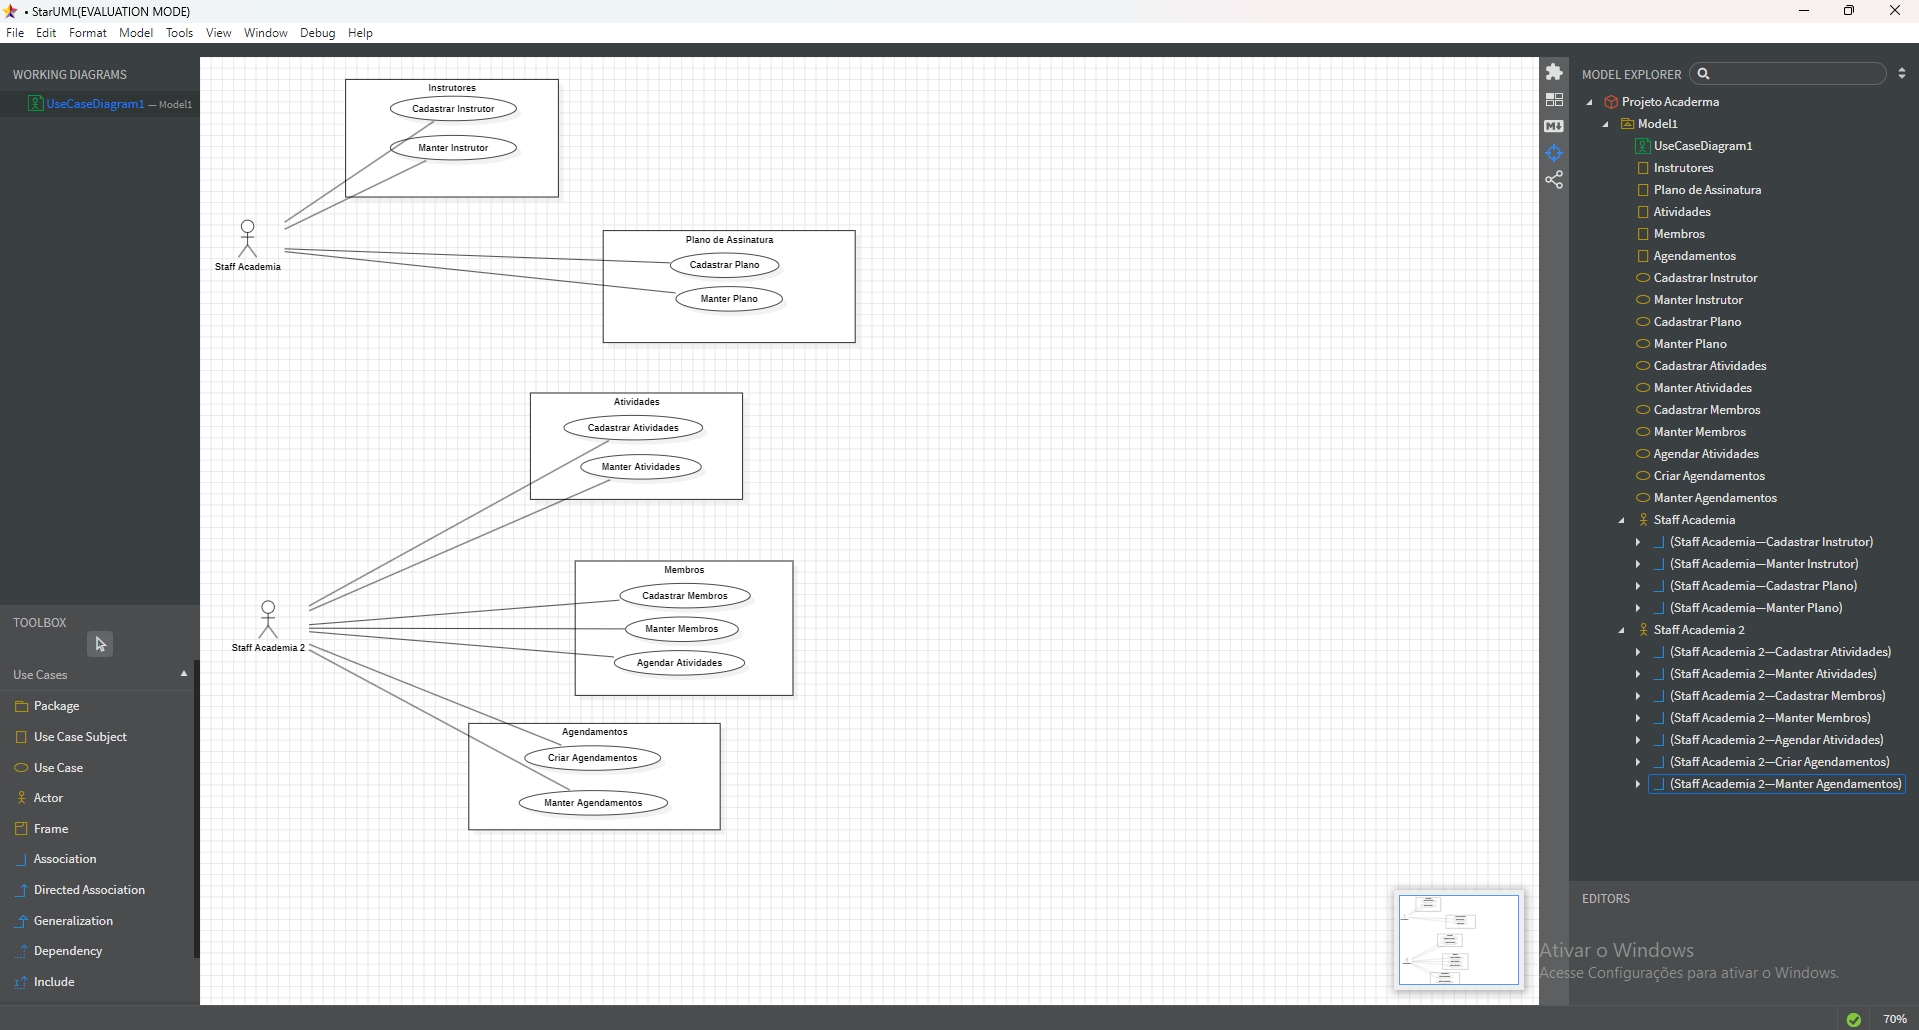 • StarUML(EVALUATION MODE)
File Edit Format Model Tools View Window Debug Help
WORKING DIAGRAMS
UseCaseDiagram1 — Model1
TOOLBOX
Use Cases
Package
Use Case Subject
Use Case
Actor
Frame
Association
Directed Association
Generalization
Dependency
Include
Instrutores
Cadastrar Instrutor
Manter Instrutor
Staff Academia
Plano de Assinatura
Cadastrar Plano
Manter Plano
Atividades
Cadastrar Atividades
Manter Atividades
Staff Academia 2
Membros
Cadastrar Membros
Manter Membros
Agendar Atividades
Agendamentos
Criar Agendamentos
Manter Agendamentos
MODEL EXPLORER
Projeto Acaderma
Model1
UseCaseDiagram1
Instrutores
Plano de Assinatura
Atividades
Membros
Agendamentos
Cadastrar Instrutor
Manter Instrutor
Cadastrar Plano
Manter Plano
Cadastrar Atividades
Manter Atividades
Cadastrar Membros
Manter Membros
Agendar Atividades
Criar Agendamentos
Manter Agendamentos
Staff Academia
(Staff Academia—Cadastrar Instrutor)
(Staff Academia—Manter Instrutor)
(Staff Academia—Cadastrar Plano)
(Staff Academia—Manter Plano)
Staff Academia 2
(Staff Academia 2—Cadastrar Atividades)
(Staff Academia 2—Manter Atividades)
(Staff Academia 2—Cadastrar Membros)
(Staff Academia 2—Manter Membros)
(Staff Academia 2—Agendar Atividades)
(Staff Academia 2—Criar Agendamentos)
(Staff Academia 2—Manter Agendamentos)
EDITORS
Ativar o Windows
Acesse Configurações para ativar o Windows.
70%